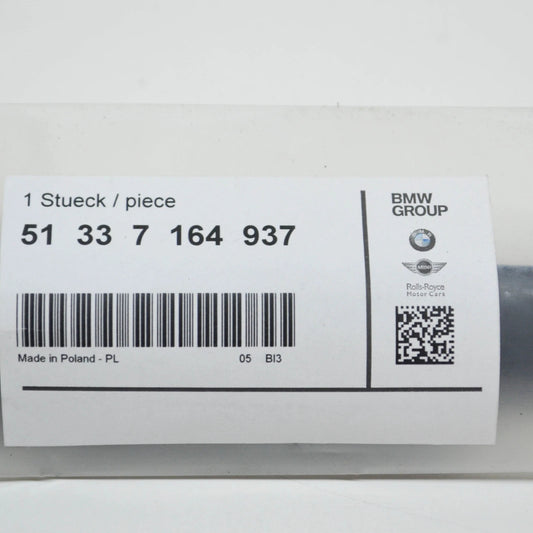 1 Stueck / piece
51 33 7 164 937
Made in Poland - PL 05 BI3
BMW
GROUP
Rolls-Royce
Motor Cars